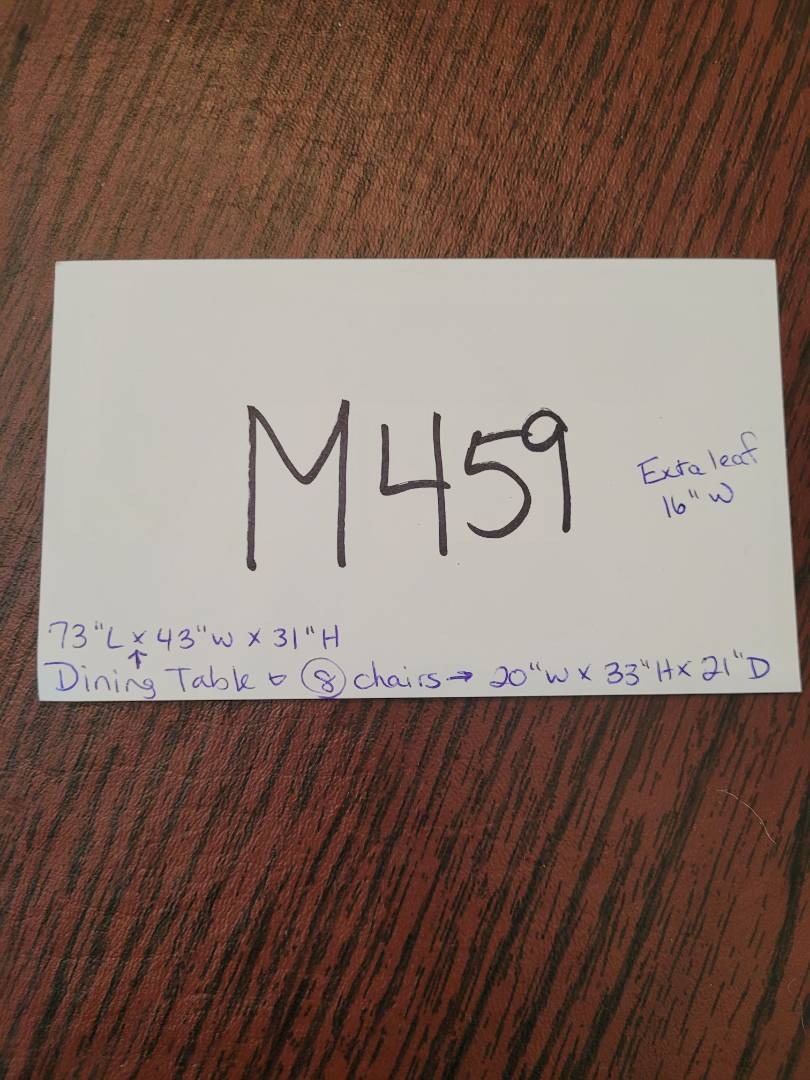 M459
Extra leaf
16" W
73"L x 43"W x 31"H
↑
Dining Table & 8 chairs → 20"W x 33"H x 21"D